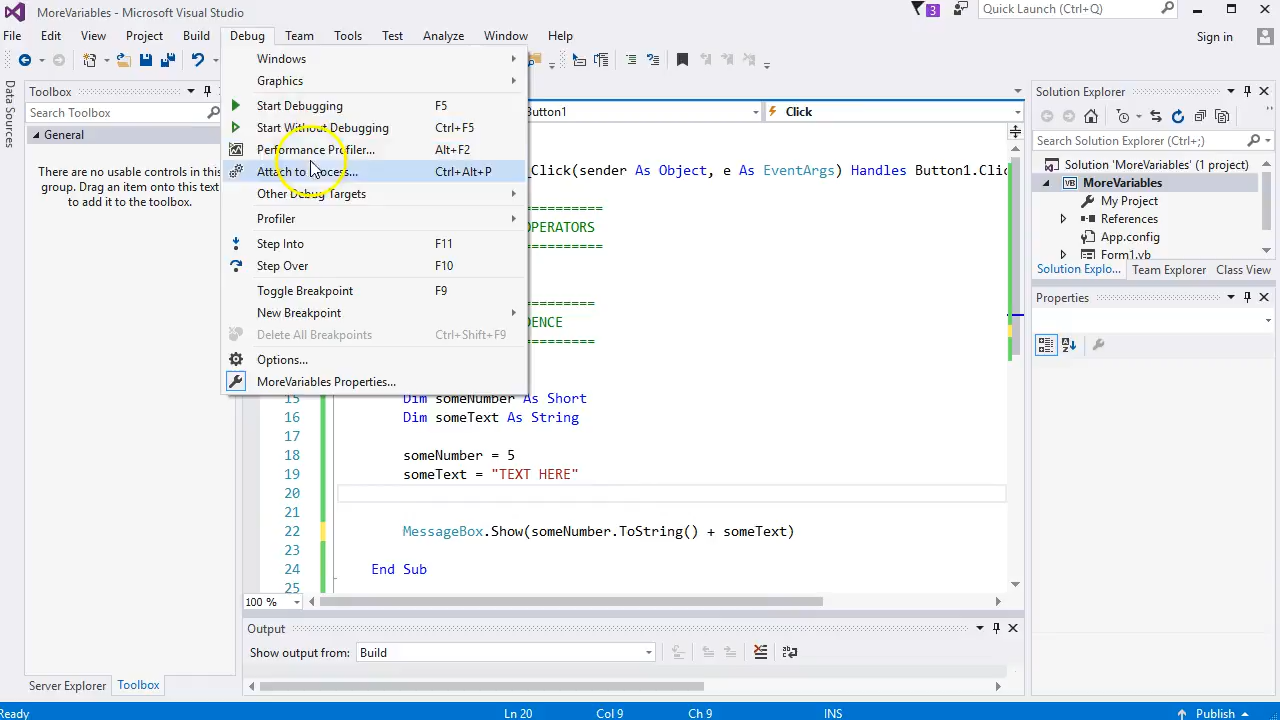 MoreVariables - Microsoft Visual Studio
3
Quick Launch (Ctrl+Q)
File Edit View Project Build Debug Team Tools Test Analyze Window Help
Sign in
Data Sources
Toolbox
Search Toolbox
General
There are no usable controls in this
group. Drag an item onto this text
to add it to the toolbox.
Server Explorer Toolbox
Windows
Graphics
Start Debugging F5
Start Without Debugging Ctrl+F5
Performance Profiler... Alt+F2
Attach to Process... Ctrl+Alt+P
Other Debug Targets
Profiler
Step Into F11
Step Over F10
Toggle Breakpoint F9
New Breakpoint
Delete All Breakpoints Ctrl+Shift+F9
Options...
MoreVariables Properties...
Button1 Click
_Click(sender As Object, e As EventArgs) Handles Button1.Clic
=========
OPERATORS
==========
========
DENCE
========
15 Dim someNumber As Short
16 Dim someText As String
17
18 someNumber = 5
19 someText = "TEXT HERE"
20
21
22 MessageBox.Show(someNumber.ToString() + someText)
23
24 End Sub
25
100 %
Output
Show output from: Build
Solution Explorer
Search Solution Explorer (Ctrl+;)
Solution 'MoreVariables' (1 project)
VB MoreVariables
My Project
References
App.config
Form1.vb
Solution Explo... Team Explorer Class View
Properties
Ready Ln 20 Col 9 Ch 9 INS Publish